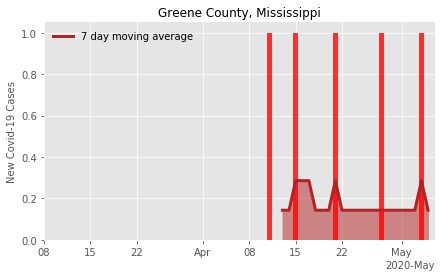 Greene County, Mississippi
7 day moving average
New Covid-19 Cases
1.0
0.8
0.6
0.4
0.2
0.0
08 15 22 Apr 08 15 22 May
2020-May